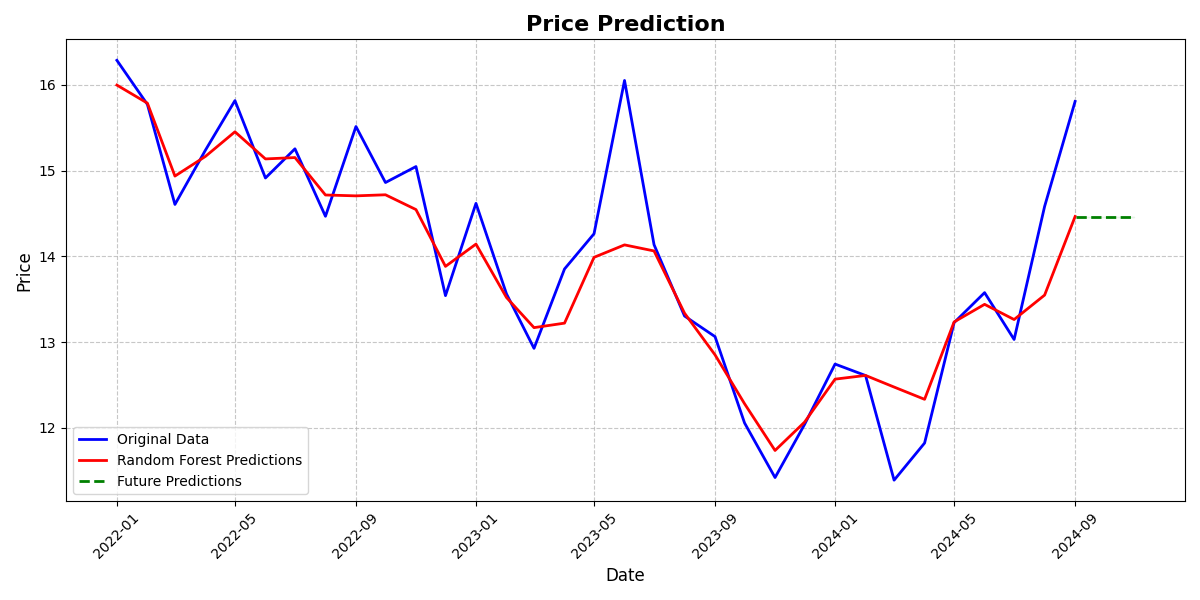 Price Prediction
Price
16
15
14
13
12
Original Data
Random Forest Predictions
Future Predictions
2022-01
2022-05
2022-09
2023-01
2023-05
2023-09
2024-01
2024-05
2024-09
Date